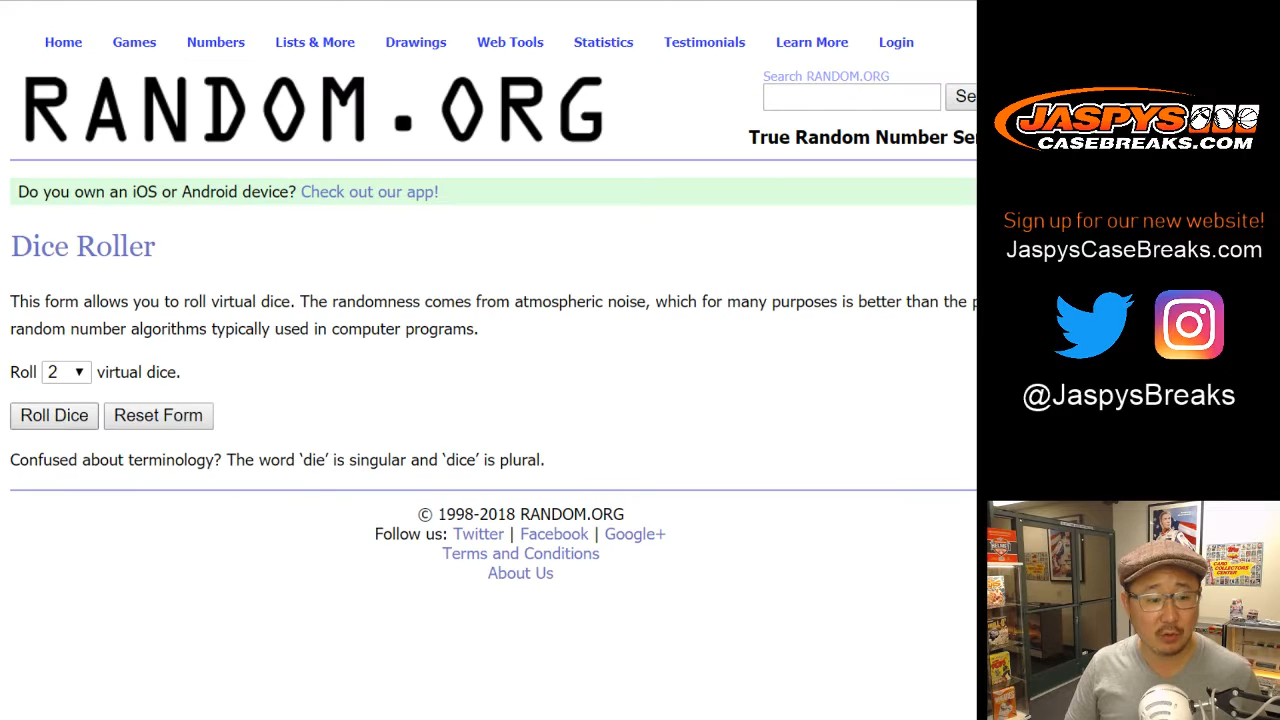 Home Games Numbers Lists & More Drawings Web Tools Statistics Testimonials Learn More Login
RANDOM.ORG
Search RANDOM.ORG
Se
True Random Number Ser
Do you own an iOS or Android device? Check out our app!
Dice Roller
This form allows you to roll virtual dice. The randomness comes from atmospheric noise, which for many purposes is better than the p
random number algorithms typically used in computer programs.
Roll 2 virtual dice.
Roll Dice Reset Form
Confused about terminology? The word ‘die’ is singular and ‘dice’ is plural.
© 1998-2018 RANDOM.ORG
Follow us: Twitter | Facebook | Google+
Terms and Conditions
About Us
JASPYS
CASEBREAKS.COM
Sign up for our new website!
JaspysCaseBreaks.com
@JaspysBreaks
topps
CARD
COLLECTORS
CENTER